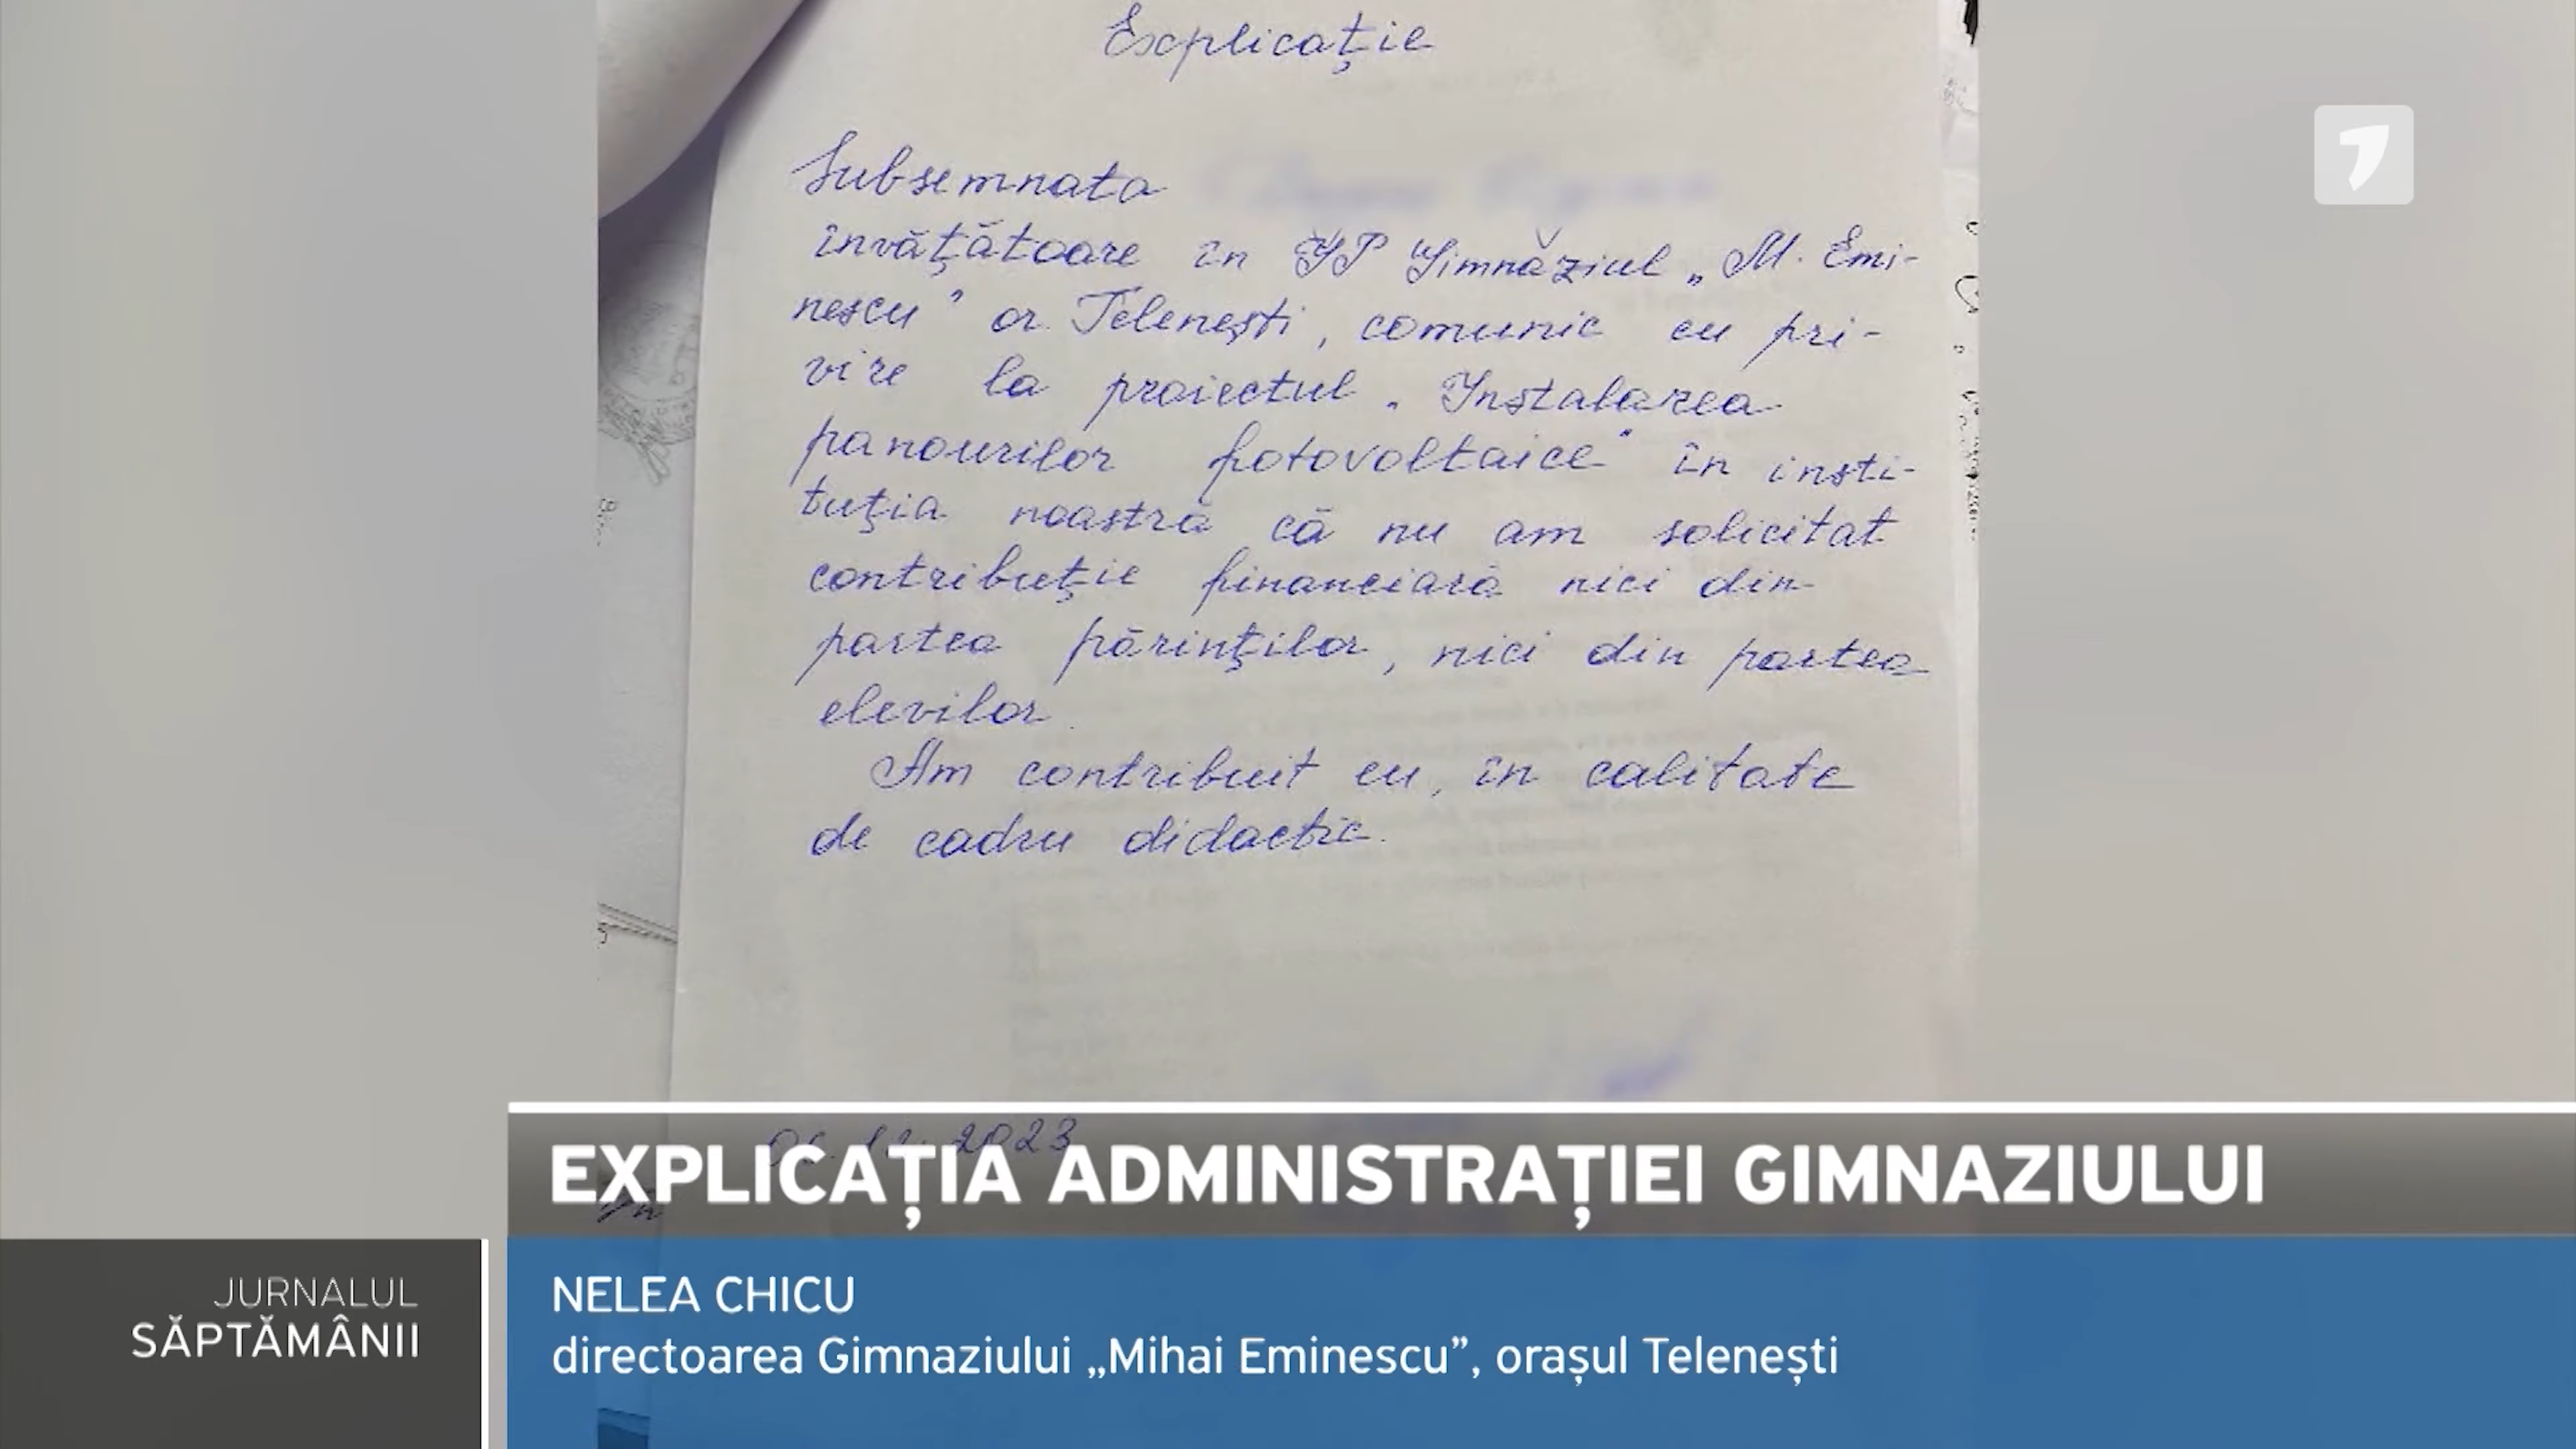 Explicație
Subsemnata
învățătoare în IP Gimnaziul „M. Emi-
nescu" or. Telenești, comunic cu pri-
vire la proiectul „Instalarea
panourilor fotovoltaice" în insti-
tuția noastră că nu am solicitat
contribuție financiară nici din
partea părinților, nici din partea
elevilor.
Am contribuit eu, în calitate
de cadru didactic.
2023
EXPLICAȚIA ADMINISTRAȚIEI GIMNAZIULUI
JURNALUL
SĂPTĂMÂNII
NELEA CHICU
directoarea Gimnaziului „Mihai Eminescu”, orașul Telenești
7